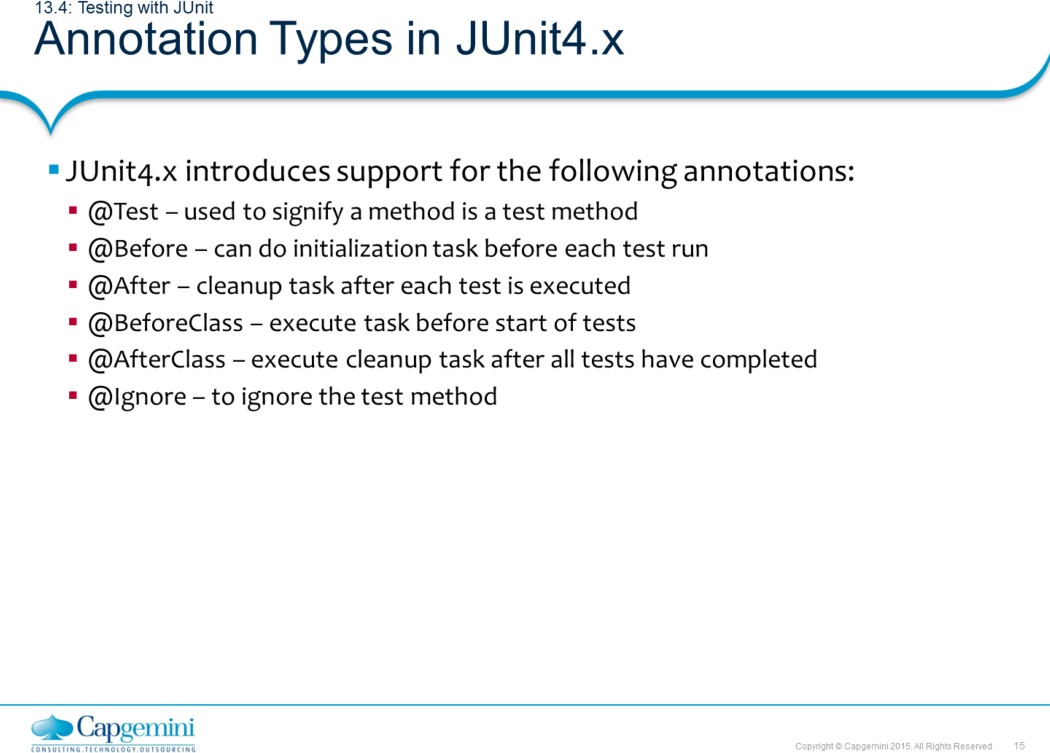 13.4: Testing with JUnit
Annotation Types in JUnit4.x
JUnit4.x introduces support for the following annotations:
@Test – used to signify a method is a test method
@Before – can do initialization task before each test run
@After – cleanup task after each test is executed
@BeforeClass – execute task before start of tests
@AfterClass – execute cleanup task after all tests have completed
@Ignore – to ignore the test method
Capgemini
CONSULTING.TECHNOLOGY.OUTSOURCING
Copyright © Capgemini 2015. All Rights Reserved 15